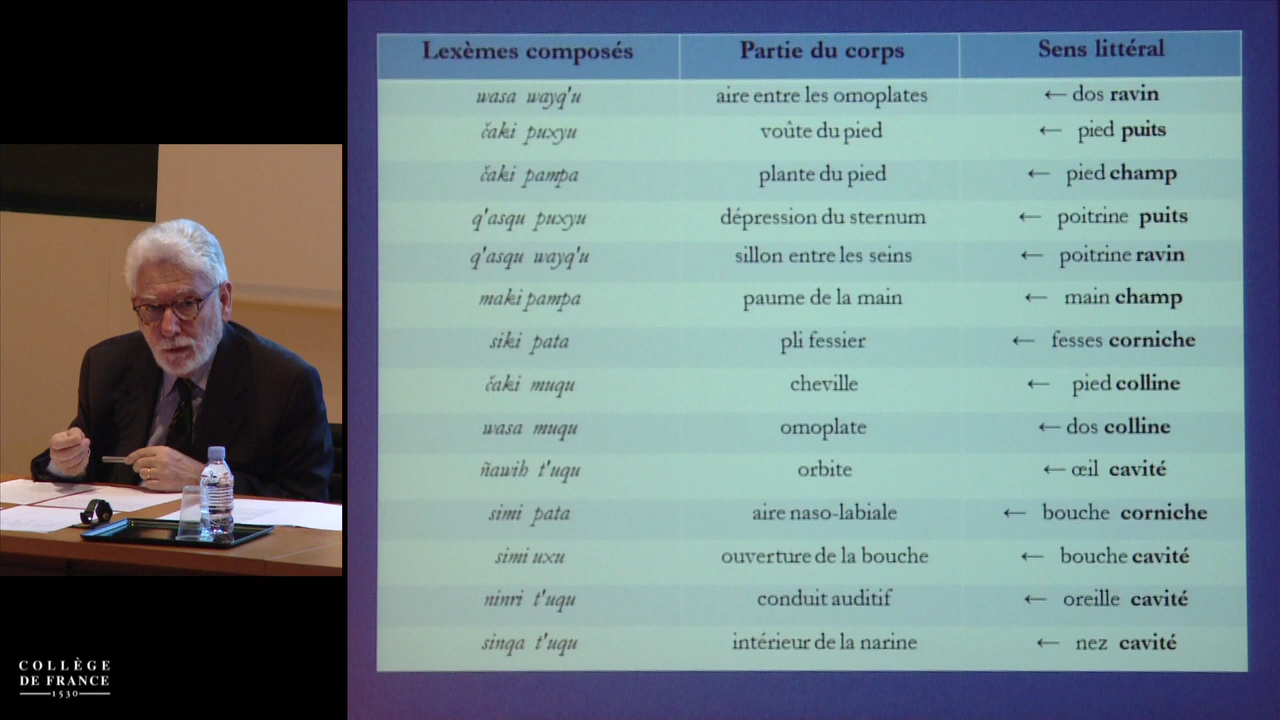 Lexèmes composés Partie du corps Sens littéral
wasa wayq'u aire entre les omoplates ← dos ravin
čaki puxyu voûte du pied ← pied puits
čaki pampa plante du pied ← pied champ
q'asqu puxyu dépression du sternum ← poitrine puits
q'asqu wayq'u sillon entre les seins ← poitrine ravin
maki pampa paume de la main ← main champ
siki pata pli fessier ← fesses corniche
čaki muqu cheville ← pied colline
wasa muqu omoplate ← dos colline
ñawih t'uqu orbite ← œil cavité
simi pata aire naso-labiale ← bouche corniche
simi uxu ouverture de la bouche ← bouche cavité
ninri t'uqu conduit auditif ← oreille cavité
sinqa t'uqu intérieur de la narine ← nez cavité
COLLÈGE
DE FRANCE
1530